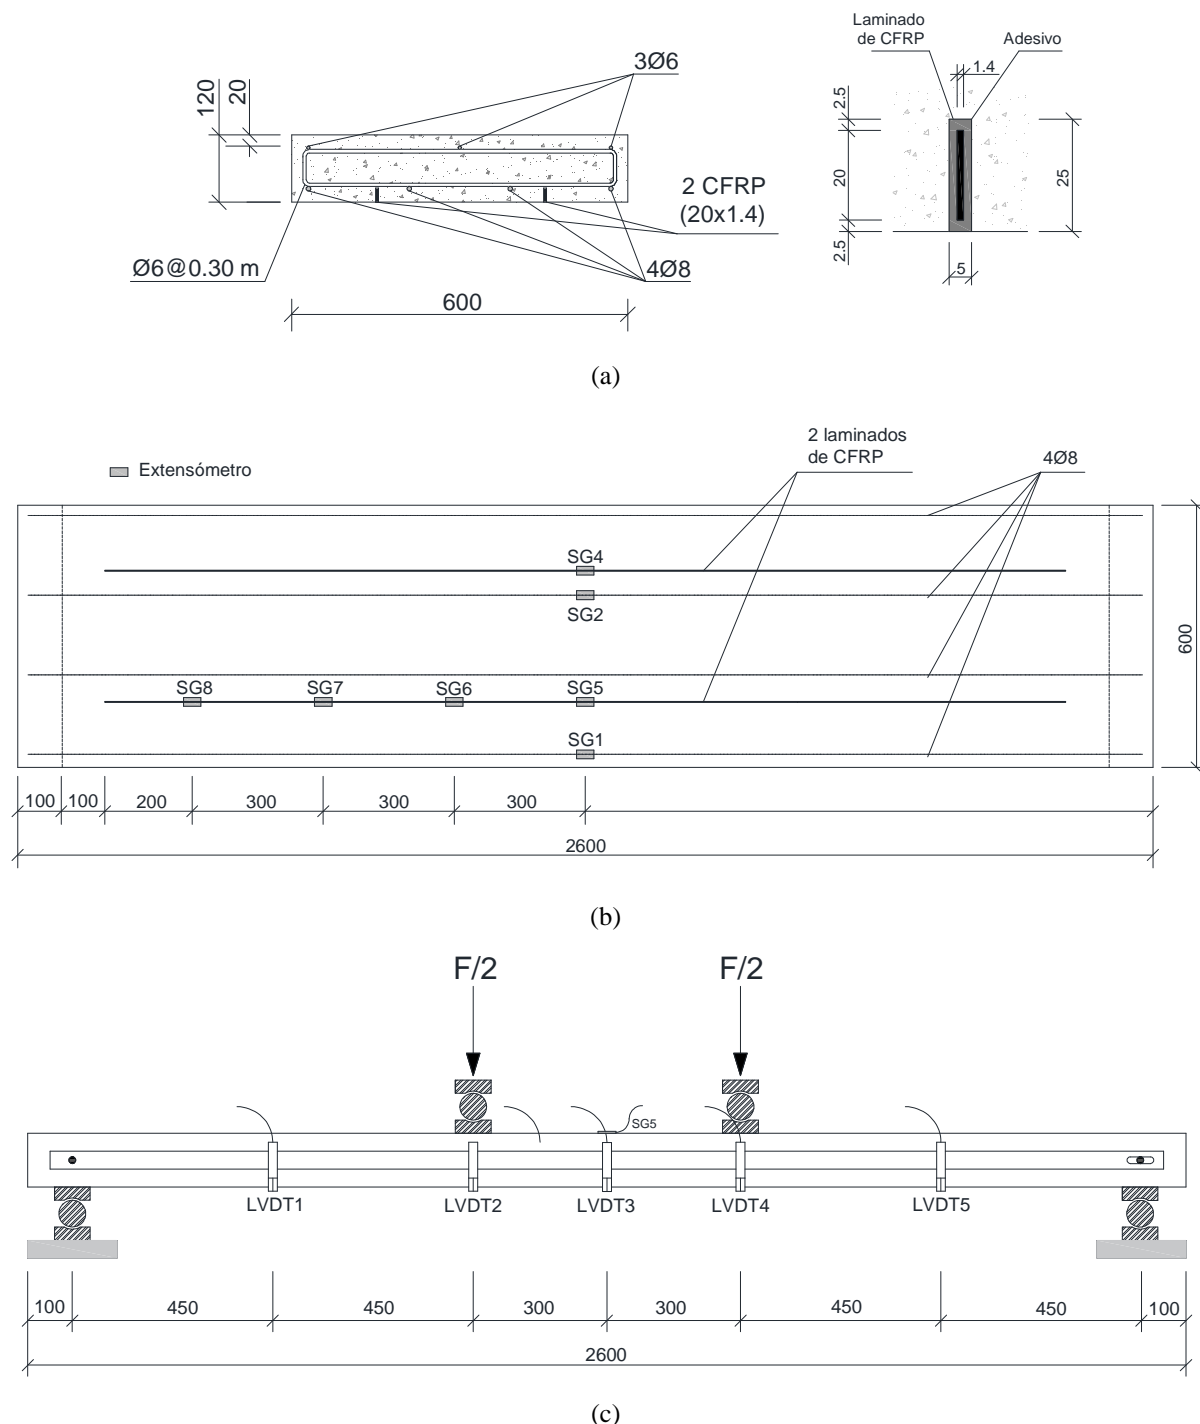 Laminado
de CFRP
Adesivo
1.4
3Ø6
120
20
2 CFRP
(20x1.4)
Ø6@0.30 m
4Ø8
600
2.5
20
2.5
25
5
(a)
2 laminados
de CFRP
4Ø8
Extensómetro
SG4
SG2
SG8
SG7
SG6
SG5
SG1
600
100
100
200
300
300
300
2600
(b)
F/2
F/2
SG5
LVDT1
LVDT2
LVDT3
LVDT4
LVDT5
100
450
450
300
300
450
450
100
2600
(c)